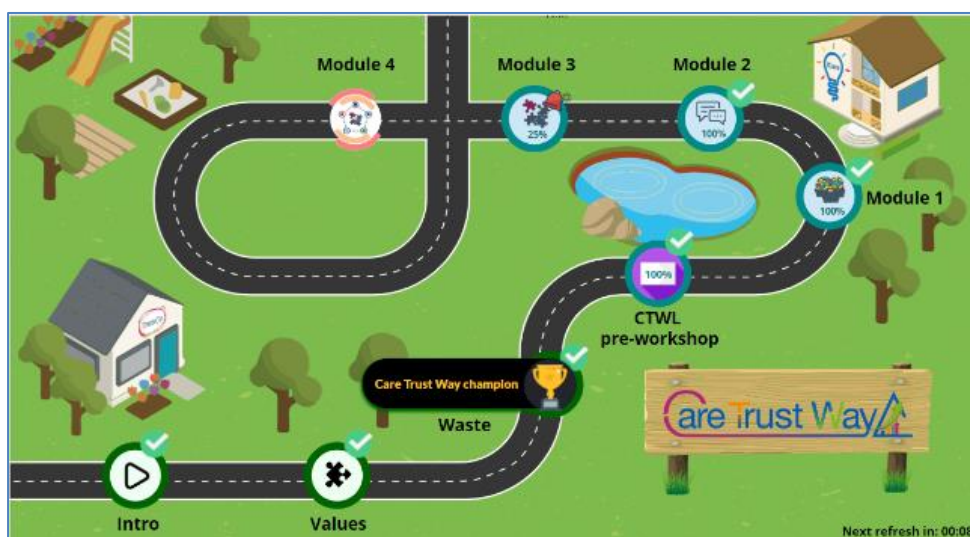 Module 4
Module 3
Module 2
25%
100%
100%
Module 1
100%
CTWL
pre-workshop
Care Trust Way champion
Waste
Care Trust Way
Intro
Values
Next refresh in: 00:08